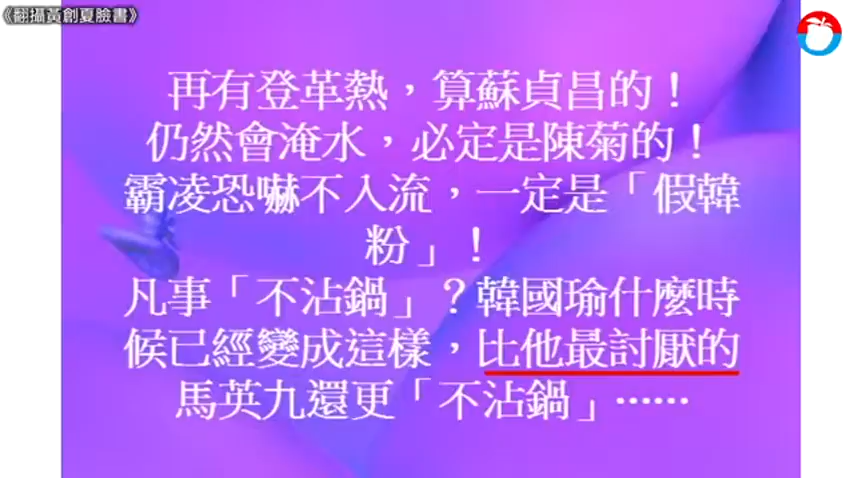 《翻攝黃創夏臉書》
再有登革熱，算蘇貞昌的！
仍然會淹水，必定是陳菊的！
霸凌恐嚇不入流，一定是「假韓
粉」！
凡事「不沾鍋」？韓國瑜什麼時
候已經變成這樣，比他最討厭的
馬英九還更「不沾鍋」……